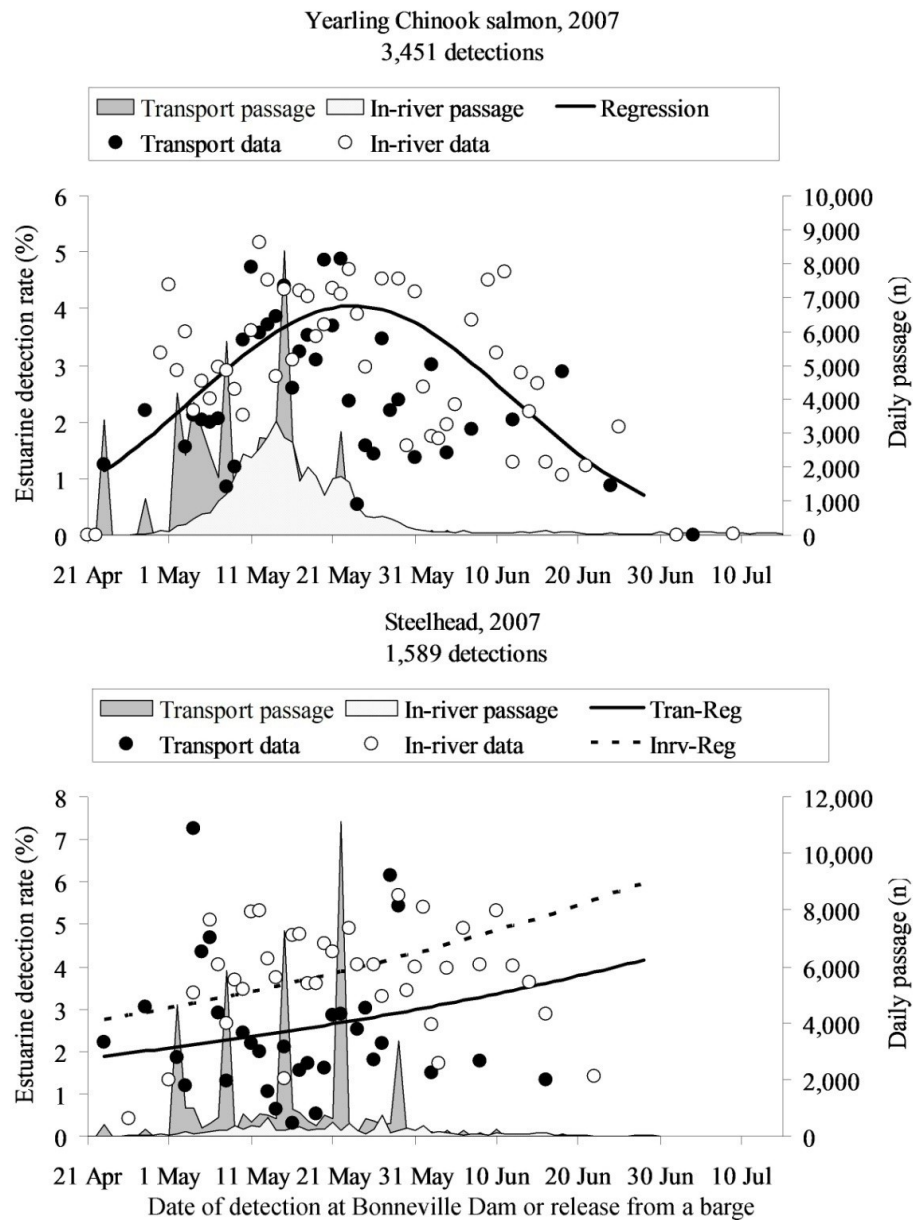 Yearling Chinook salmon, 2007
3,451 detections
Transport passage In-river passage Regression
Transport data In-river data
Estuarine detection rate (%)
6
5
4
3
2
1
0
10,000
9,000
8,000
7,000
6,000
5,000
4,000
3,000
2,000
1,000
0
Daily passage (n)
21 Apr 1 May 11 May 21 May 31 May 10 Jun 20 Jun 30 Jun 10 Jul
Steelhead, 2007
1,589 detections
Transport passage In-river passage Tran-Reg
Transport data In-river data Inrv-Reg
Estuarine detection rate (%)
8
7
6
5
4
3
2
1
0
12,000
10,000
8,000
6,000
4,000
2,000
0
Daily passage (n)
21 Apr 1 May 11 May 21 May 31 May 10 Jun 20 Jun 30 Jun 10 Jul
Date of detection at Bonneville Dam or release from a barge